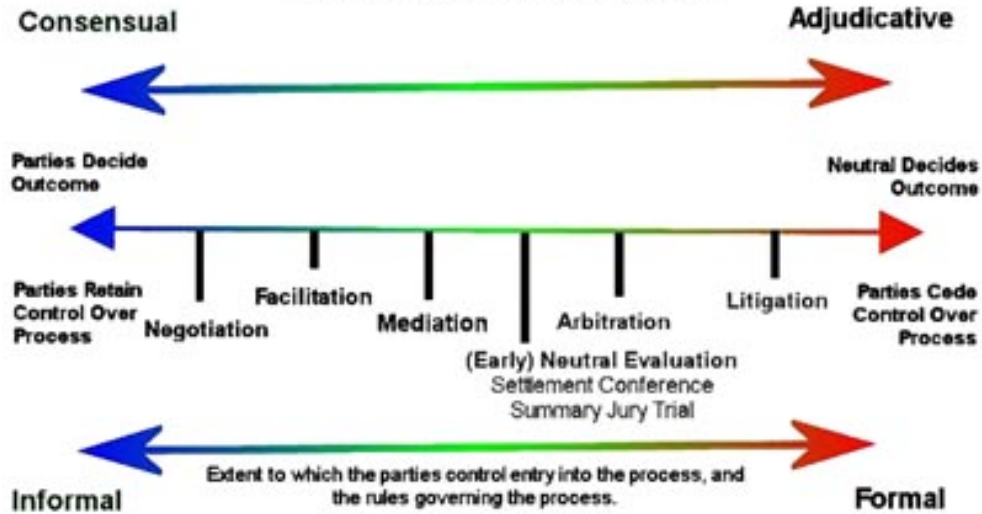 Consensual
Adjudicative
Parties Decide
Outcome
Neutral Decides
Outcome
Parties Retain
Control Over
Process
Negotiation
Facilitation
Mediation
(Early) Neutral Evaluation
Settlement Conference
Summary Jury Trial
Arbitration
Litigation
Parties Cede
Control Over
Process
Extent to which the parties control entry into the process, and
the rules governing the process.
Informal
Formal